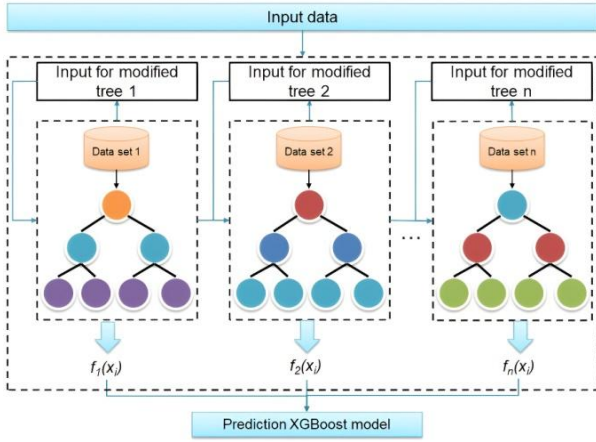 Input data
Input for modified
tree 1
Input for modified
tree 2
Input for modified
tree n
Data set 1
Data set 2
Data set n
...
f₁(xᵢ)
f₂(xᵢ)
fₙ(xᵢ)
Prediction XGBoost model